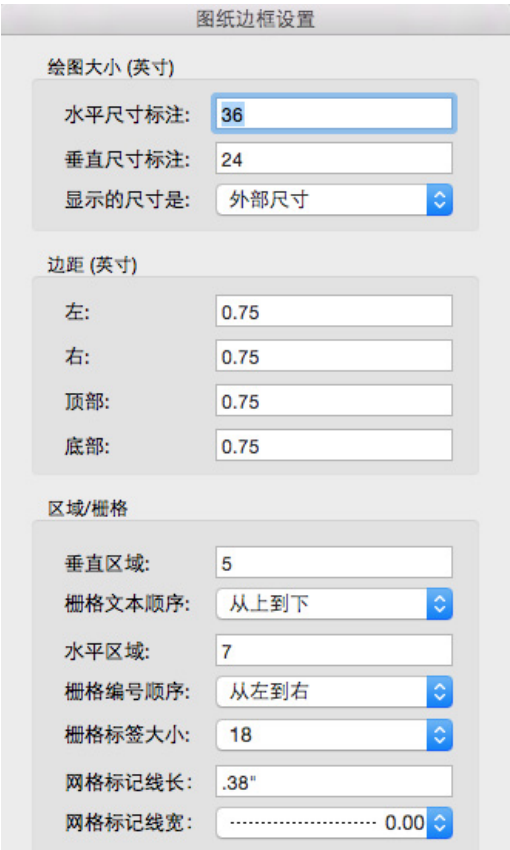 图纸边框设置
绘图大小 (英寸)
水平尺寸标注: 36
垂直尺寸标注: 24
显示的尺寸是: 外部尺寸
边距 (英寸)
左: 0.75
右: 0.75
顶部: 0.75
底部: 0.75
区域/栅格
垂直区域: 5
栅格文本顺序: 从上到下
水平区域: 7
栅格编号顺序: 从左到右
栅格标签大小: 18
网格标记线长: .38"
网格标记线宽: 0.00